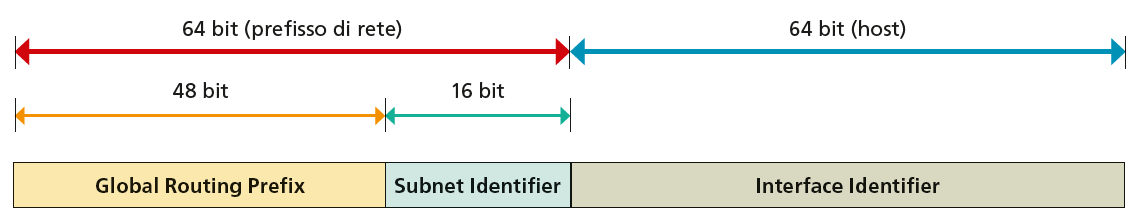 64 bit (prefisso di rete)
64 bit (host)
48 bit
16 bit
Global Routing Prefix
Subnet Identifier
Interface Identifier